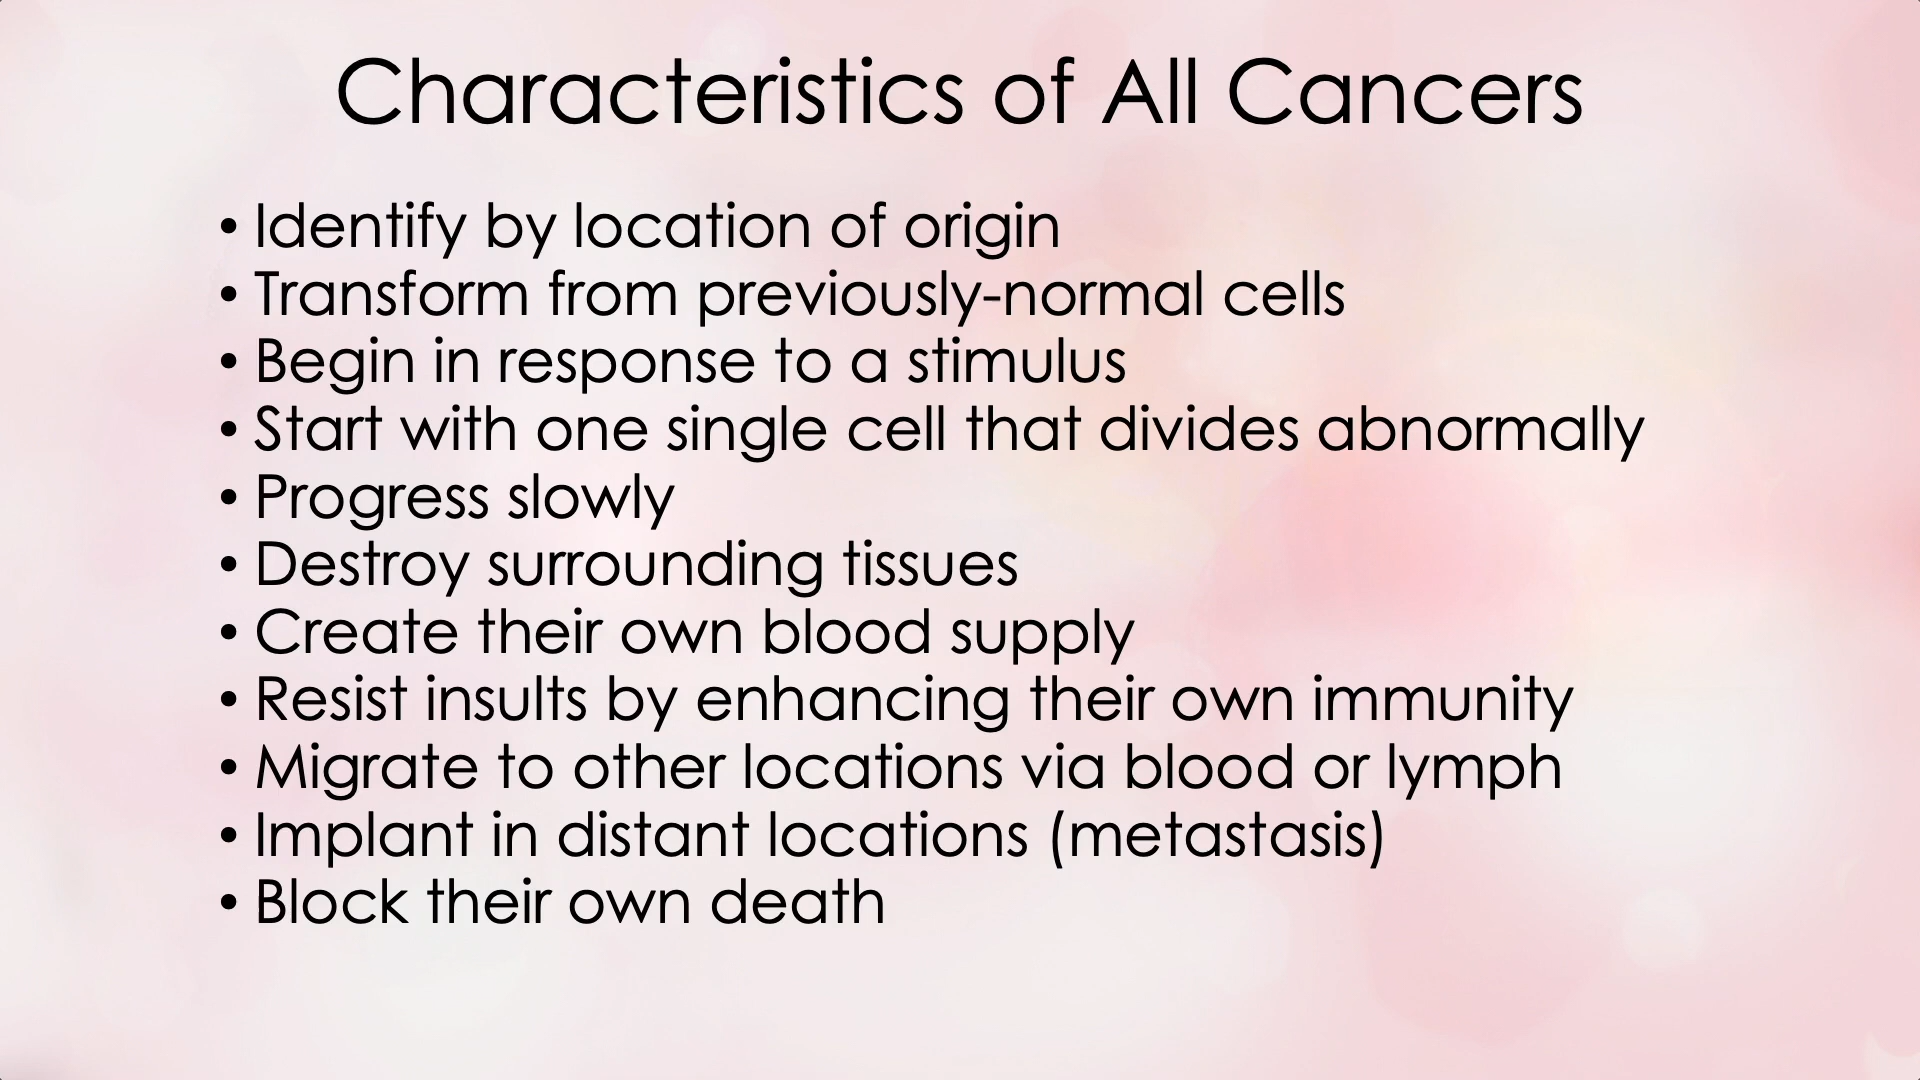 Characteristics of All Cancers
• Identify by location of origin
• Transform from previously-normal cells
• Begin in response to a stimulus
• Start with one single cell that divides abnormally
• Progress slowly
• Destroy surrounding tissues
• Create their own blood supply
• Resist insults by enhancing their own immunity
• Migrate to other locations via blood or lymph
• Implant in distant locations (metastasis)
• Block their own death